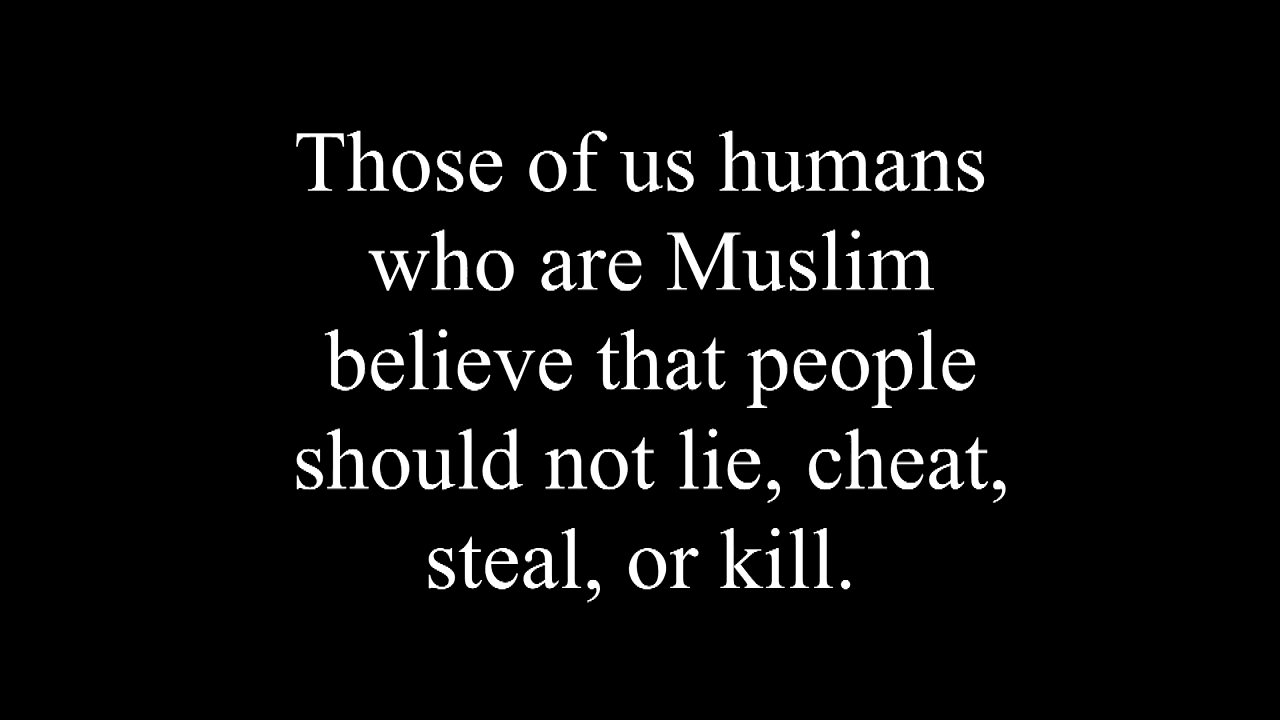 Those of us humans
who are Muslim
believe that people
should not lie, cheat,
steal, or kill.